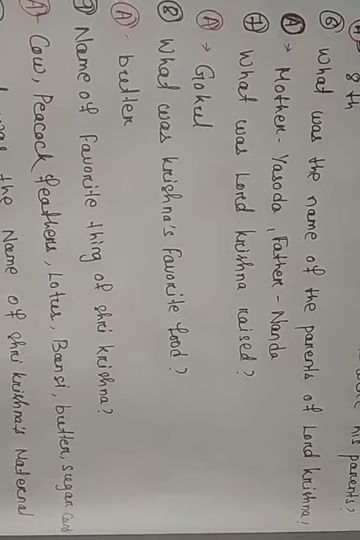 his parents?
8th
⑥ What was the name of the parents of Lord krishna?
Ⓐ → Mother - Yasoda, Father - Nanda
⑦ What was Lord krishna raised?
Ⓐ → Gokul
⑧ What was krishna's favorite food?
Ⓐ - butter
⑨ Name of favorite thing of shri krishna?
Ⓐ Cow, Peacock feathers, Lotus, Bansi, butter, sugar
the Name of shri krishna's